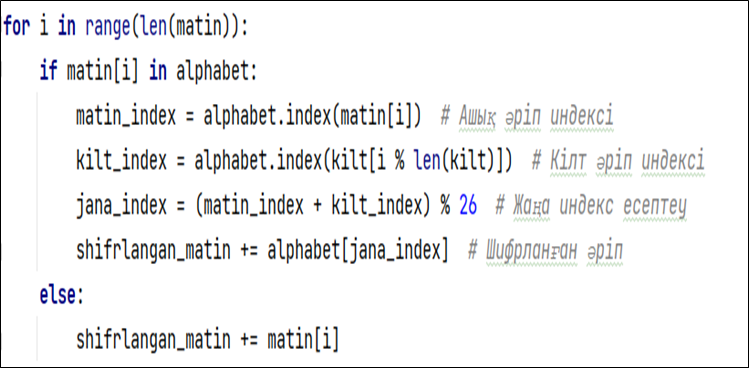 for i in range(len(matin)):
if matin[i] in alphabet:
matin_index = alphabet.index(matin[i])  # Ашық әріп индексі
kilt_index = alphabet.index(kilt[i % len(kilt)])  # Кілт әріп индексі
jana_index = (matin_index + kilt_index) % 26  # Жаңа индекс есептеу
shifrlangan_matin += alphabet[jana_index]  # Шифрланған әріп
else:
shifrlangan_matin += matin[i]